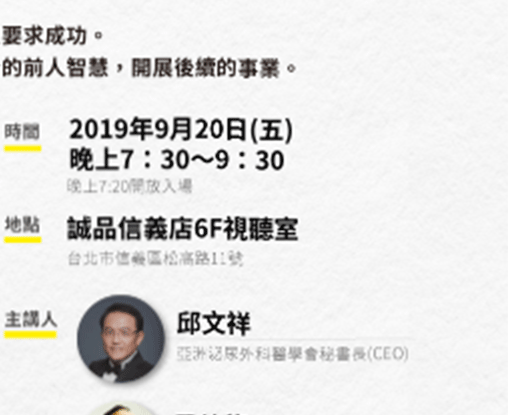 要求成功。
的前人智慧，開展後續的事業。
時間
2019年9月20日(五)
晚上7：30～9：30
晚上7:20開放入場
地點
誠品信義店6F視聽室
台北市信義區松高路11號
主講人
邱文祥
亞洲泌尿外科醫學會秘書長(CEO)